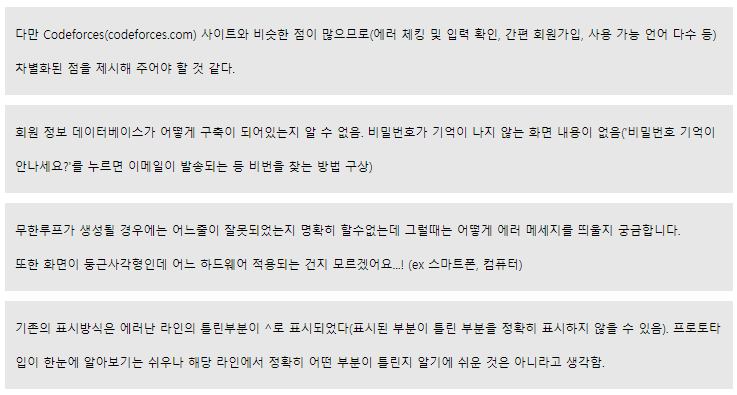 다만 Codeforces(codeforces.com) 사이트와 비슷한 점이 많으므로(에러 체킹 및 입력 확인, 간편 회원가입, 사용 가능 언어 다수 등)
차별화된 점을 제시해 주어야 할 것 같다.
회원 정보 데이터베이스가 어떻게 구축이 되어있는지 알 수 없음. 비밀번호가 기억이 나지 않는 화면 내용이 없음('비밀번호 기억이
안나세요?'를 누르면 이메일이 발송되는 등 비번을 찾는 방법 구상)
무한루프가 생성될 경우에는 어느줄이 잘못되었는지 명확히 할수없는데 그럴때는 어떻게 에러 메세지를 띄울지 궁금합니다.
또한 화면이 둥근사각형인데 어느 하드웨어 적용되는 건지 모르겠어요...! (ex 스마트폰, 컴퓨터)
기존의 표시방식은 에러난 라인의 틀린부분이 ^로 표시되었다(표시된 부분이 틀린 부분을 정확히 표시하지 않을 수 있음). 프로토타
입이 한눈에 알아보기는 쉬우나 해당 라인에서 정확히 어떤 부분이 틀린지 알기에 쉬운 것은 아니라고 생각함.